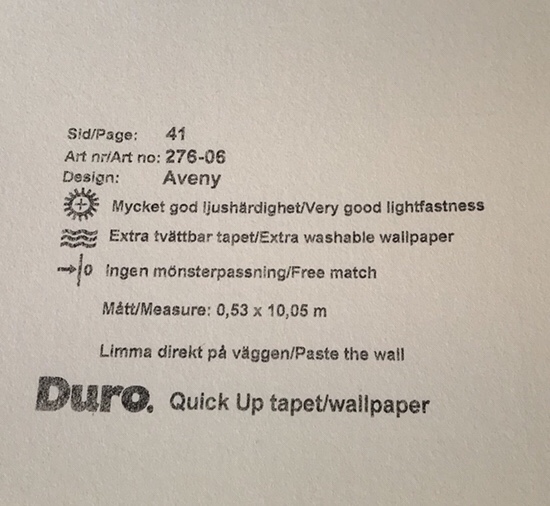 Sid/Page: 41
Art nr/Art no: 276-06
Design: Aveny
Mycket god ljushärdighet/Very good lightfastness
Extra tvättbar tapet/Extra washable wallpaper
Ingen mönsterpassning/Free match
Mått/Measure: 0,53 x 10,05 m
Limma direkt på väggen/Paste the wall
Duro. Quick Up tapet/wallpaper